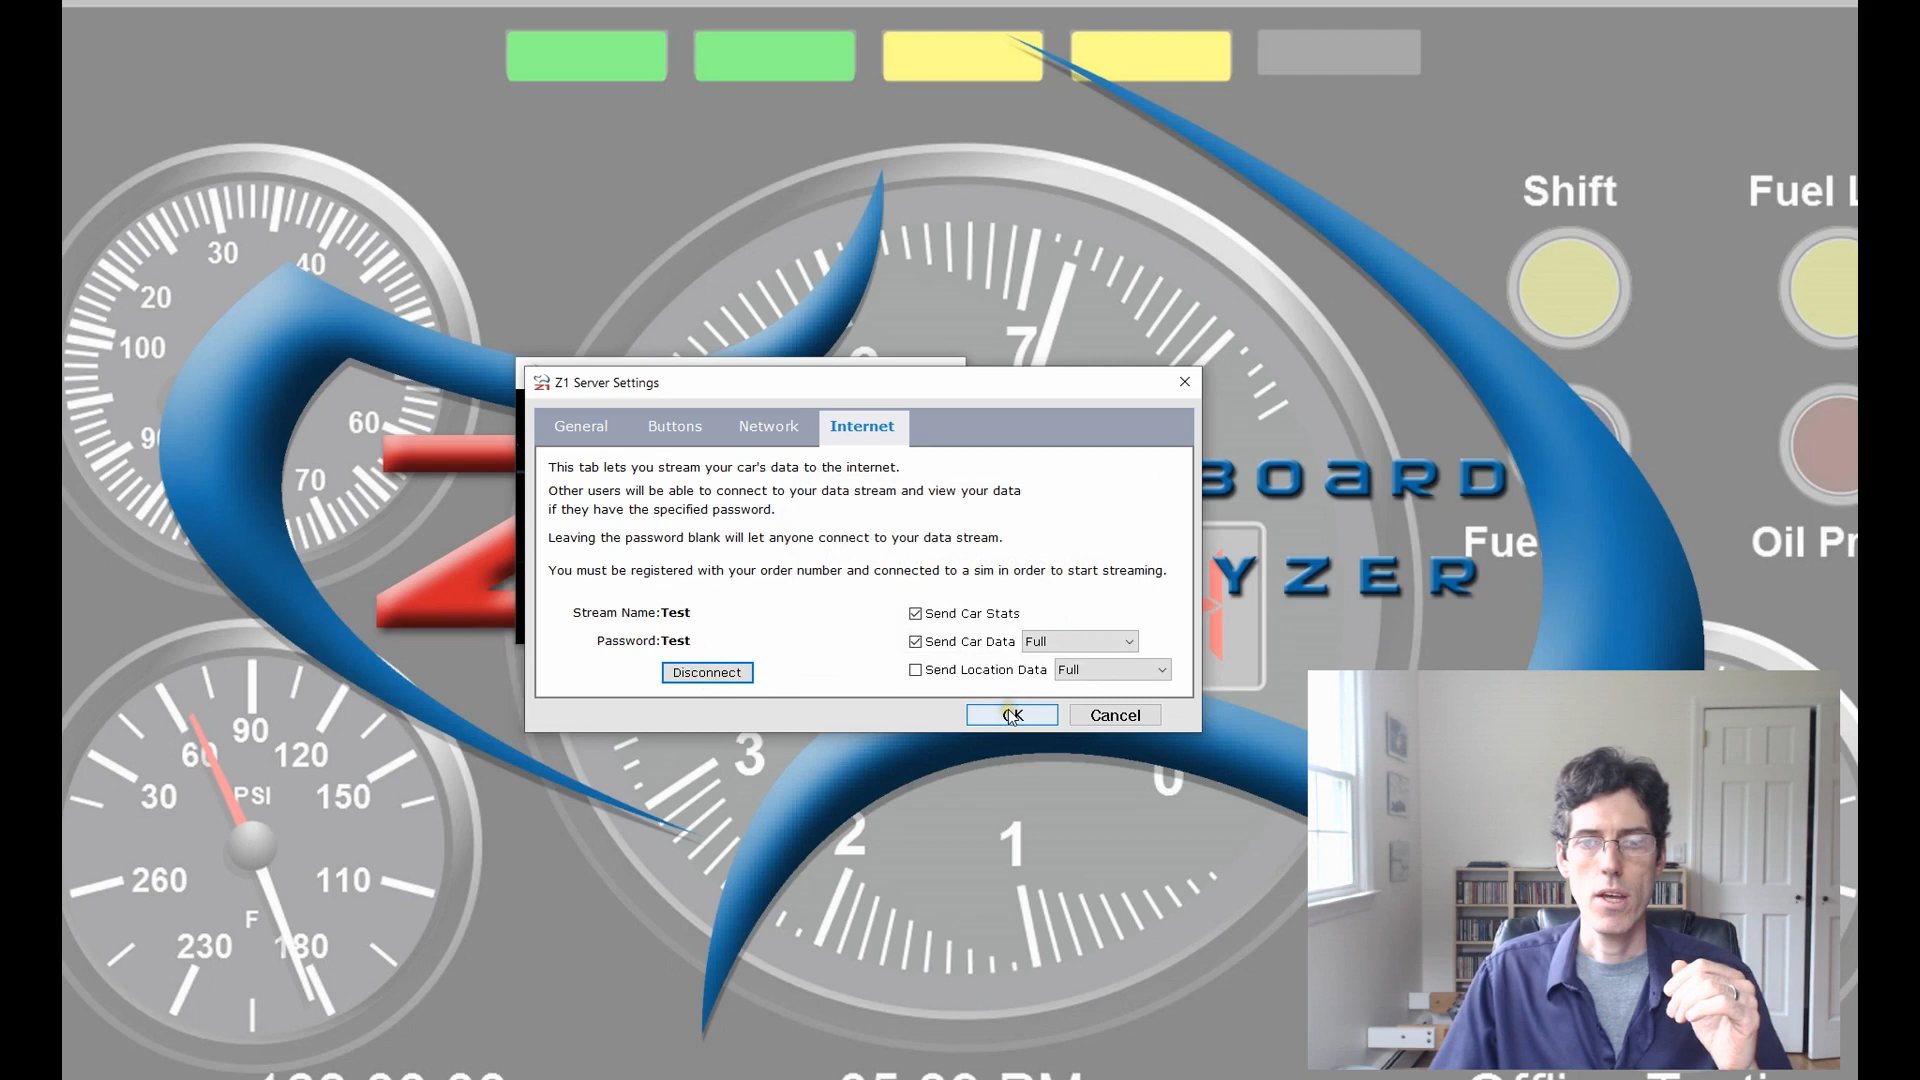 Shift
Fuel L
30
40
20
100
7
60
9
70
Z1 Server Settings
General
Buttons
Network
Internet
This tab lets you stream your car's data to the internet.
Other users will be able to connect to your data stream and view your data
if they have the specified password.
Leaving the password blank will let anyone connect to your data stream.
You must be registered with your order number and connected to a sim in order to start streaming.
Stream Name:Test
Send Car Stats
Password:Test
Send Car Data
Full
Send Location Data
Full
Disconnect
OK
Cancel
BOARD
YZER
Fue
Oil Pr
90
60
120
30
PSI
150
260
110
F
230
180
3
2
1
0